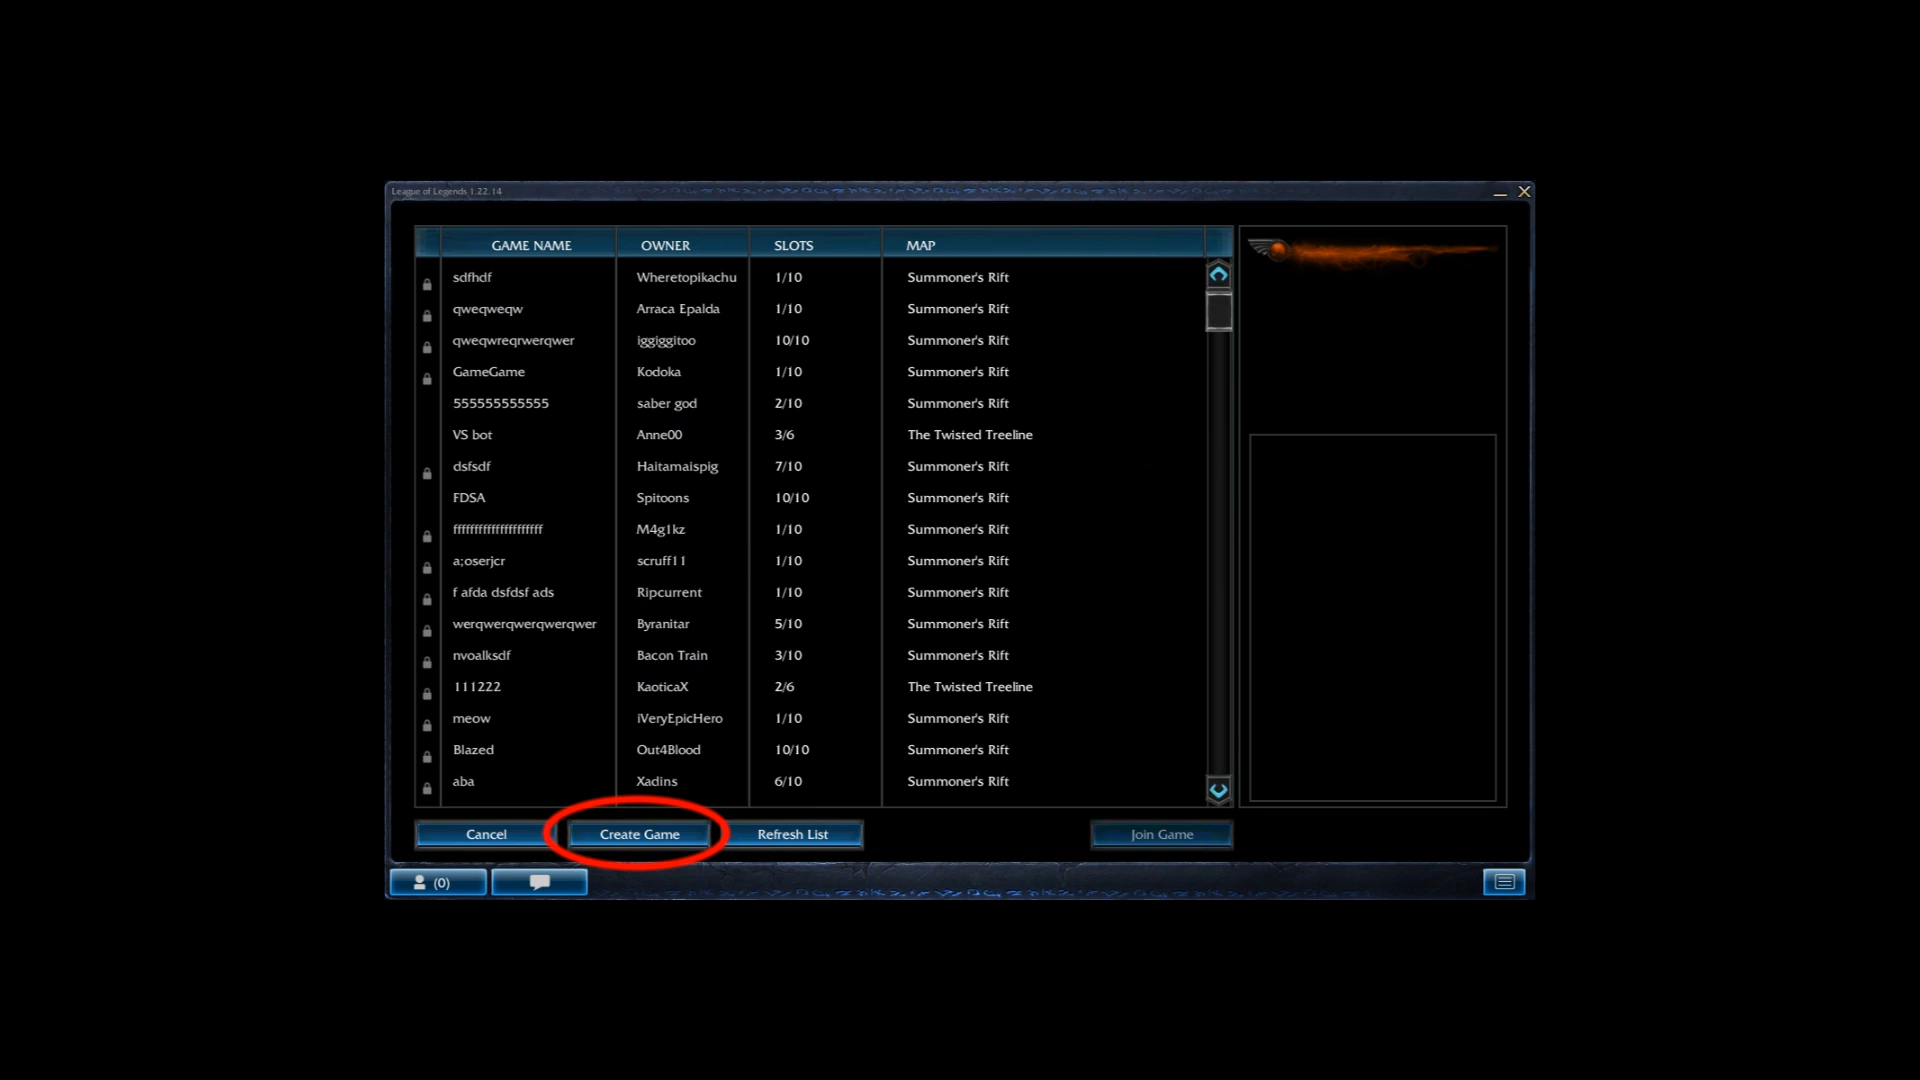 League of Legends 1.22.14
GAME NAME OWNER SLOTS MAP
sdfhdf Wheretopikachu 1/10 Summoner's Rift
qweqweqw Arraca Epalda 1/10 Summoner's Rift
qweqwreqrwerqwer iggiggitoo 10/10 Summoner's Rift
GameGame Kodoka 1/10 Summoner's Rift
555555555555 saber god 2/10 Summoner's Rift
VS bot Anne00 3/6 The Twisted Treeline
dsfsdf Haitamaispig 7/10 Summoner's Rift
FDSA Spitoons 10/10 Summoner's Rift
M4g1kz 1/10 Summoner's Rift
a;oserjcr scruff11 1/10 Summoner's Rift
f afda dsfdsf ads Ripcurrent 1/10 Summoner's Rift
werqwerqwerqwerqwer Byranitar 5/10 Summoner's Rift
nvoalksdf Bacon Train 3/10 Summoner's Rift
111222 KaoticaX 2/6 The Twisted Treeline
meow iVeryEpicHero 1/10 Summoner's Rift
Blazed Out4Blood 10/10 Summoner's Rift
aba Xadins 6/10 Summoner's Rift
Cancel Create Game Refresh List Join Game
(0)